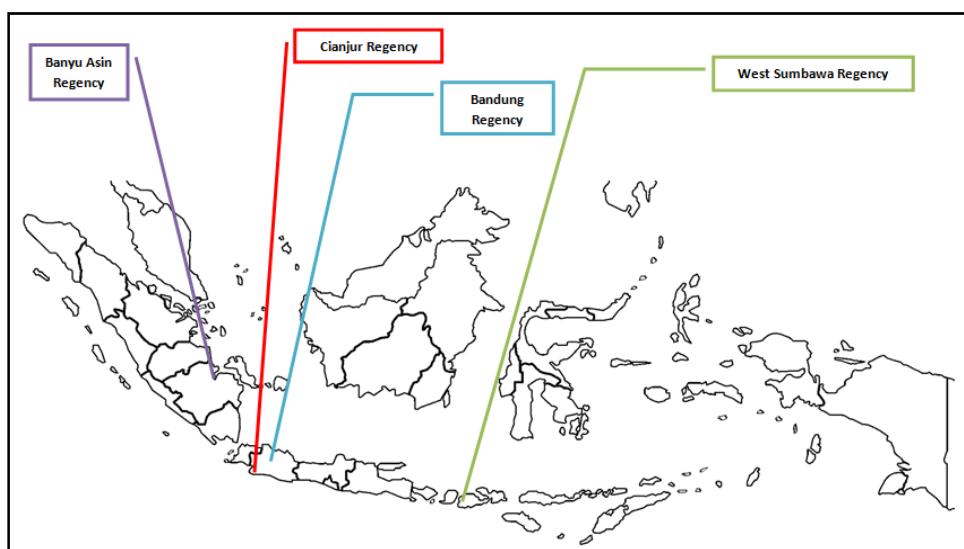 Banyu Asin
Regency
Cianjur Regency
Bandung
Regency
West Sumbawa Regency